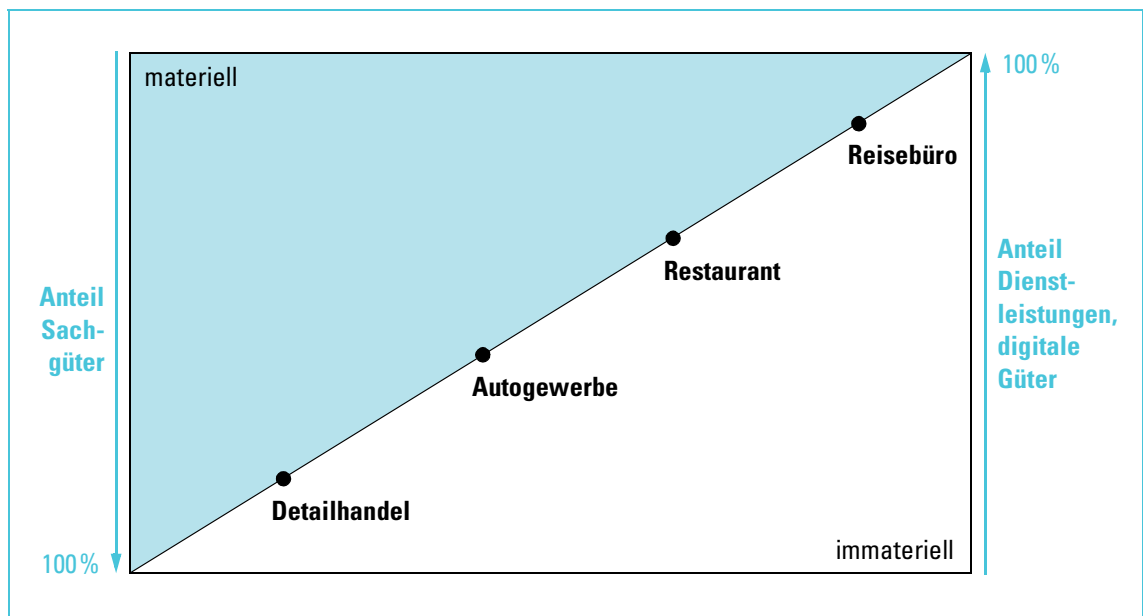 materiell
100 %
Reisebüro
Restaurant
Anteil
Dienst-
leistungen,
digitale
Güter
Anteil
Sach-
güter
Autogewerbe
Detailhandel
immateriell
100 %